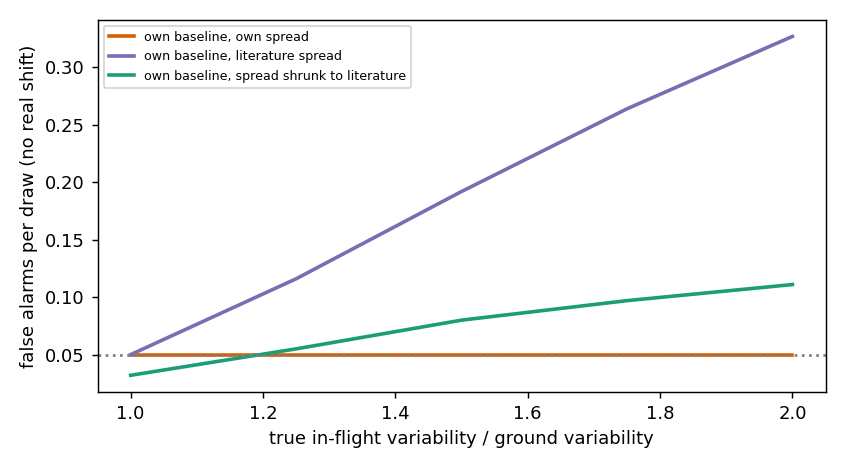 own baseline, own spread
own baseline, literature spread
own baseline, spread shrunk to literature
false alarms per draw (no real shift)
0.30
0.25
0.20
0.15
0.10
0.05
1.0 1.2 1.4 1.6 1.8 2.0
true in-flight variability / ground variability